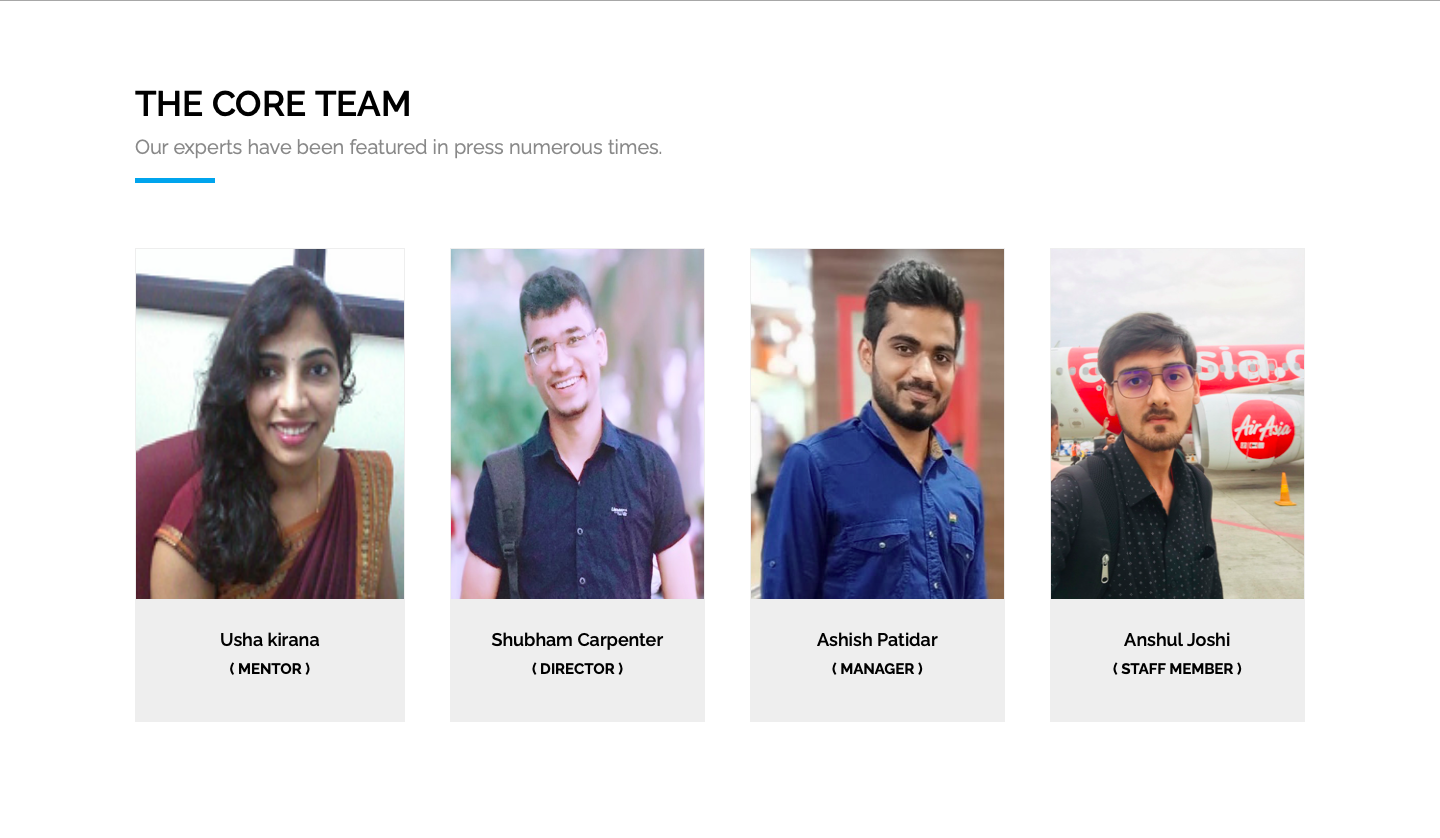 THE CORE TEAM
Our experts have been featured in press numerous times.
AirAsia
Usha kirana
( MENTOR )
Shubham Carpenter
( DIRECTOR )
Ashish Patidar
( MANAGER )
Anshul Joshi
( STAFF MEMBER )